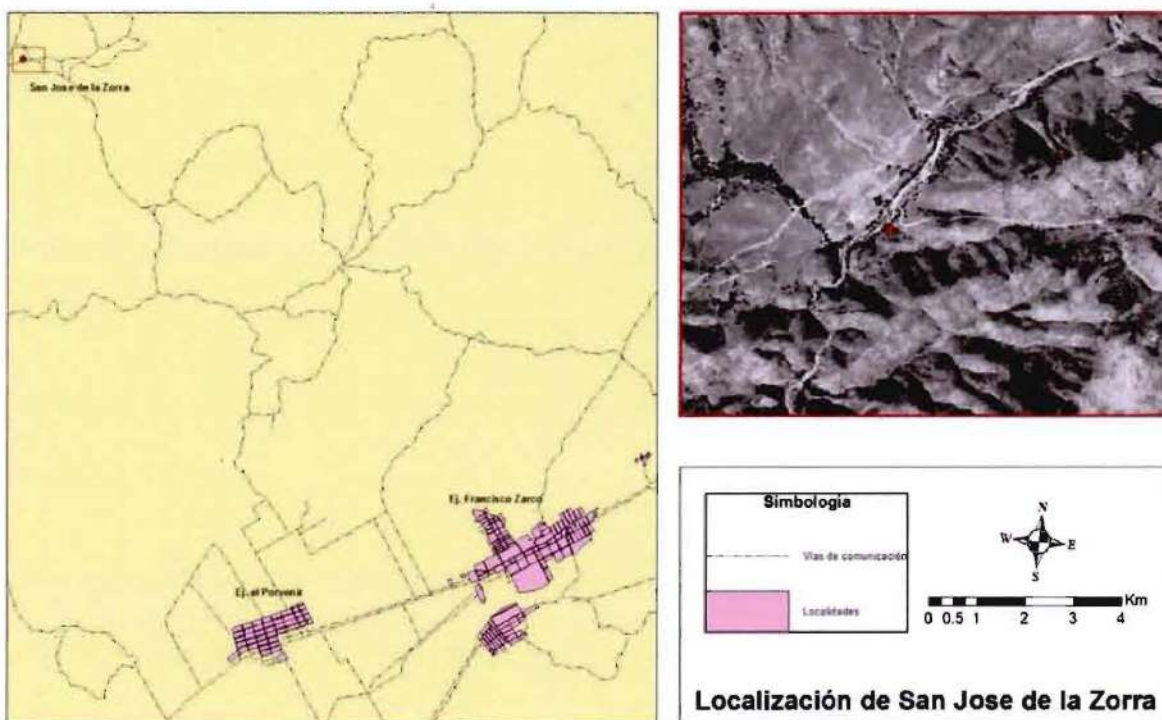 San Jose de la Zorra
Ej. Francisco Zarco
Ej. el Porvenir
Simbologia
Vias de comunicación
Localidades
N
W E
S
Km
0 0.5 1 2 3 4
Localización de San Jose de la Zorra